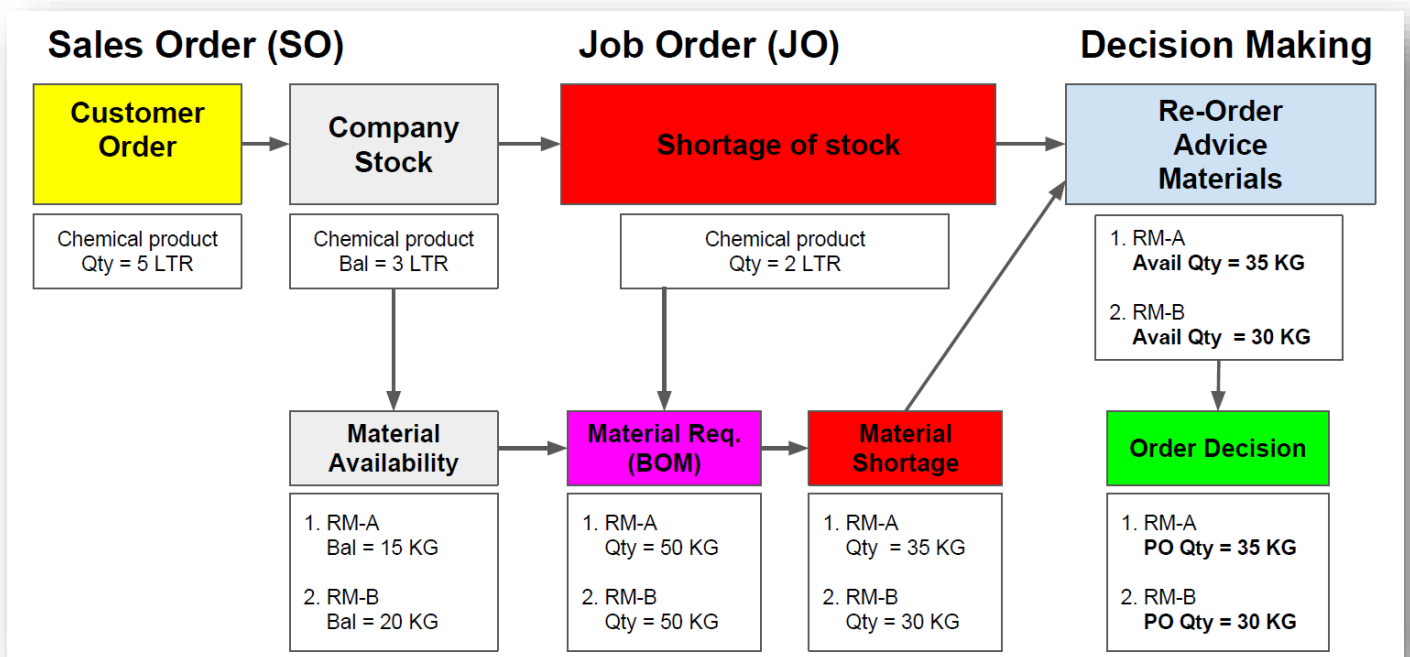 Sales Order (SO)
Job Order (JO)
Decision Making
Customer
Order
Company
Stock
Shortage of stock
Re-Order
Advice
Materials
Chemical product
Qty = 5 LTR
Chemical product
Bal = 3 LTR
Chemical product
Qty = 2 LTR
1. RM-A
Avail Qty = 35 KG
2. RM-B
Avail Qty = 30 KG
Material
Availability
Material Req.
(BOM)
Material
Shortage
Order Decision
1. RM-A
Bal = 15 KG
2. RM-B
Bal = 20 KG
1. RM-A
Qty = 50 KG
2. RM-B
Qty = 50 KG
1. RM-A
Qty = 35 KG
2. RM-B
Qty = 30 KG
1. RM-A
PO Qty = 35 KG
2. RM-B
PO Qty = 30 KG